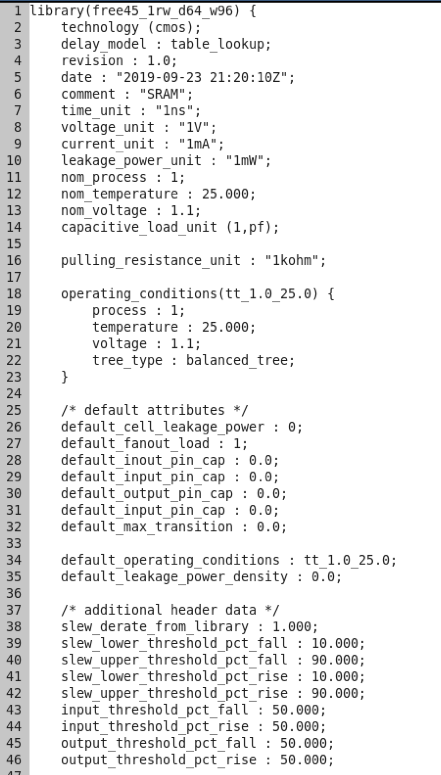 1 library(free45_1rw_d64_w96) {
2     technology (cmos);
3     delay_model : table_lookup;
4     revision : 1.0;
5     date : "2019-09-23 21:20:10Z";
6     comment : "SRAM";
7     time_unit : "1ns";
8     voltage_unit : "1V";
9     current_unit : "1mA";
10     leakage_power_unit : "1mW";
11     nom_process : 1;
12     nom_temperature : 25.000;
13     nom_voltage : 1.1;
14     capacitive_load_unit (1,pf);
15
16     pulling_resistance_unit : "1kohm";
17
18     operating_conditions(tt_1.0_25.0) {
19         process : 1;
20         temperature : 25.000;
21         voltage : 1.1;
22         tree_type : balanced_tree;
23     }
24
25     /* default attributes */
26     default_cell_leakage_power : 0;
27     default_fanout_load : 1;
28     default_inout_pin_cap : 0.0;
29     default_input_pin_cap : 0.0;
30     default_output_pin_cap : 0.0;
31     default_input_pin_cap : 0.0;
32     default_max_transition : 0.0;
33
34     default_operating_conditions : tt_1.0_25.0;
35     default_leakage_power_density : 0.0;
36
37     /* additional header data */
38     slew_derate_from_library : 1.000;
39     slew_lower_threshold_pct_fall : 10.000;
40     slew_upper_threshold_pct_fall : 90.000;
41     slew_lower_threshold_pct_rise : 10.000;
42     slew_upper_threshold_pct_rise : 90.000;
43     input_threshold_pct_fall : 50.000;
44     input_threshold_pct_rise : 50.000;
45     output_threshold_pct_fall : 50.000;
46     output_threshold_pct_rise : 50.000;